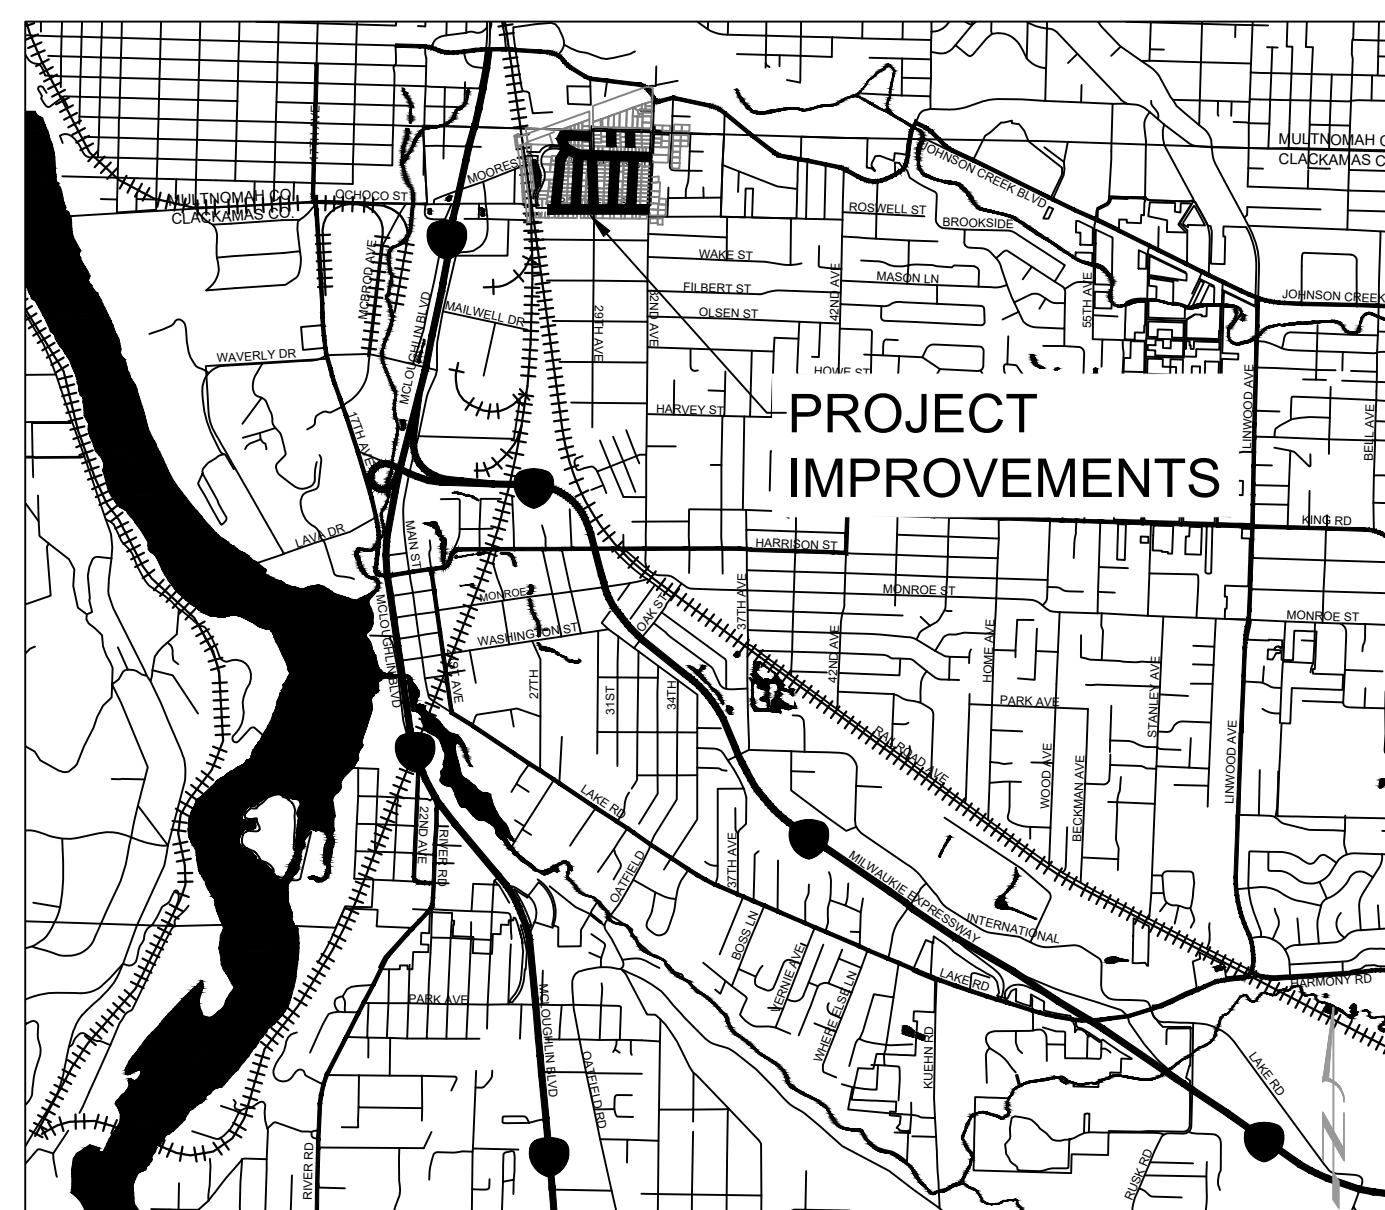 MULTNOMAH C
CLACKAMAS C
JOHNSON CREEK BLVD
MOORES
MULTNOMAH CO.
CLACKAMAS CO.
OCHOCO ST
ROSWELL ST
BROOKSIDE
WAKE ST
MCBROD AVE
MASON LN
FILBERT ST
42ND AVE
55TH AVE
JOHNSON CREEK
MCLOUGHLIN BLVD
MAILWELL DR
29TH AVE
32ND AVE
OLSEN ST
WAVERLY DR
HOWE ST
PROJECT
IMPROVEMENTS
HARVEY ST
17TH AVE
LINWOOD AVE
BELL AVE
LAVA DR
MAIN ST
HARRISON ST
KING RD
MONROE
MONROE ST
MONROE ST
37TH AVE
MCLOUGHLIN BLVD
WASHINGTON ST
OAK ST
42ND AVE
HOME AVE
21ST AVE
27TH
31ST
34TH
PARK AVE
STANLEY AVE
RAILROAD AVE
WOOD AVE
BECKMAN AVE
LINWOOD AVE
LAKE RD
22ND AVE
RIVER RD
OATFIELD
37TH AVE
MILWAUKIE EXPRESSWAY
INTERNATIONAL
BOSS LN
VERNIE AVE
WHERE ELSE LN
LAKE RD
HARMONY RD
PARK AVE
MCLOUGHLIN BLVD
OATFIELD RD
KUEHN RD
LAKE RD
RIVER RD
RUSK RD
N